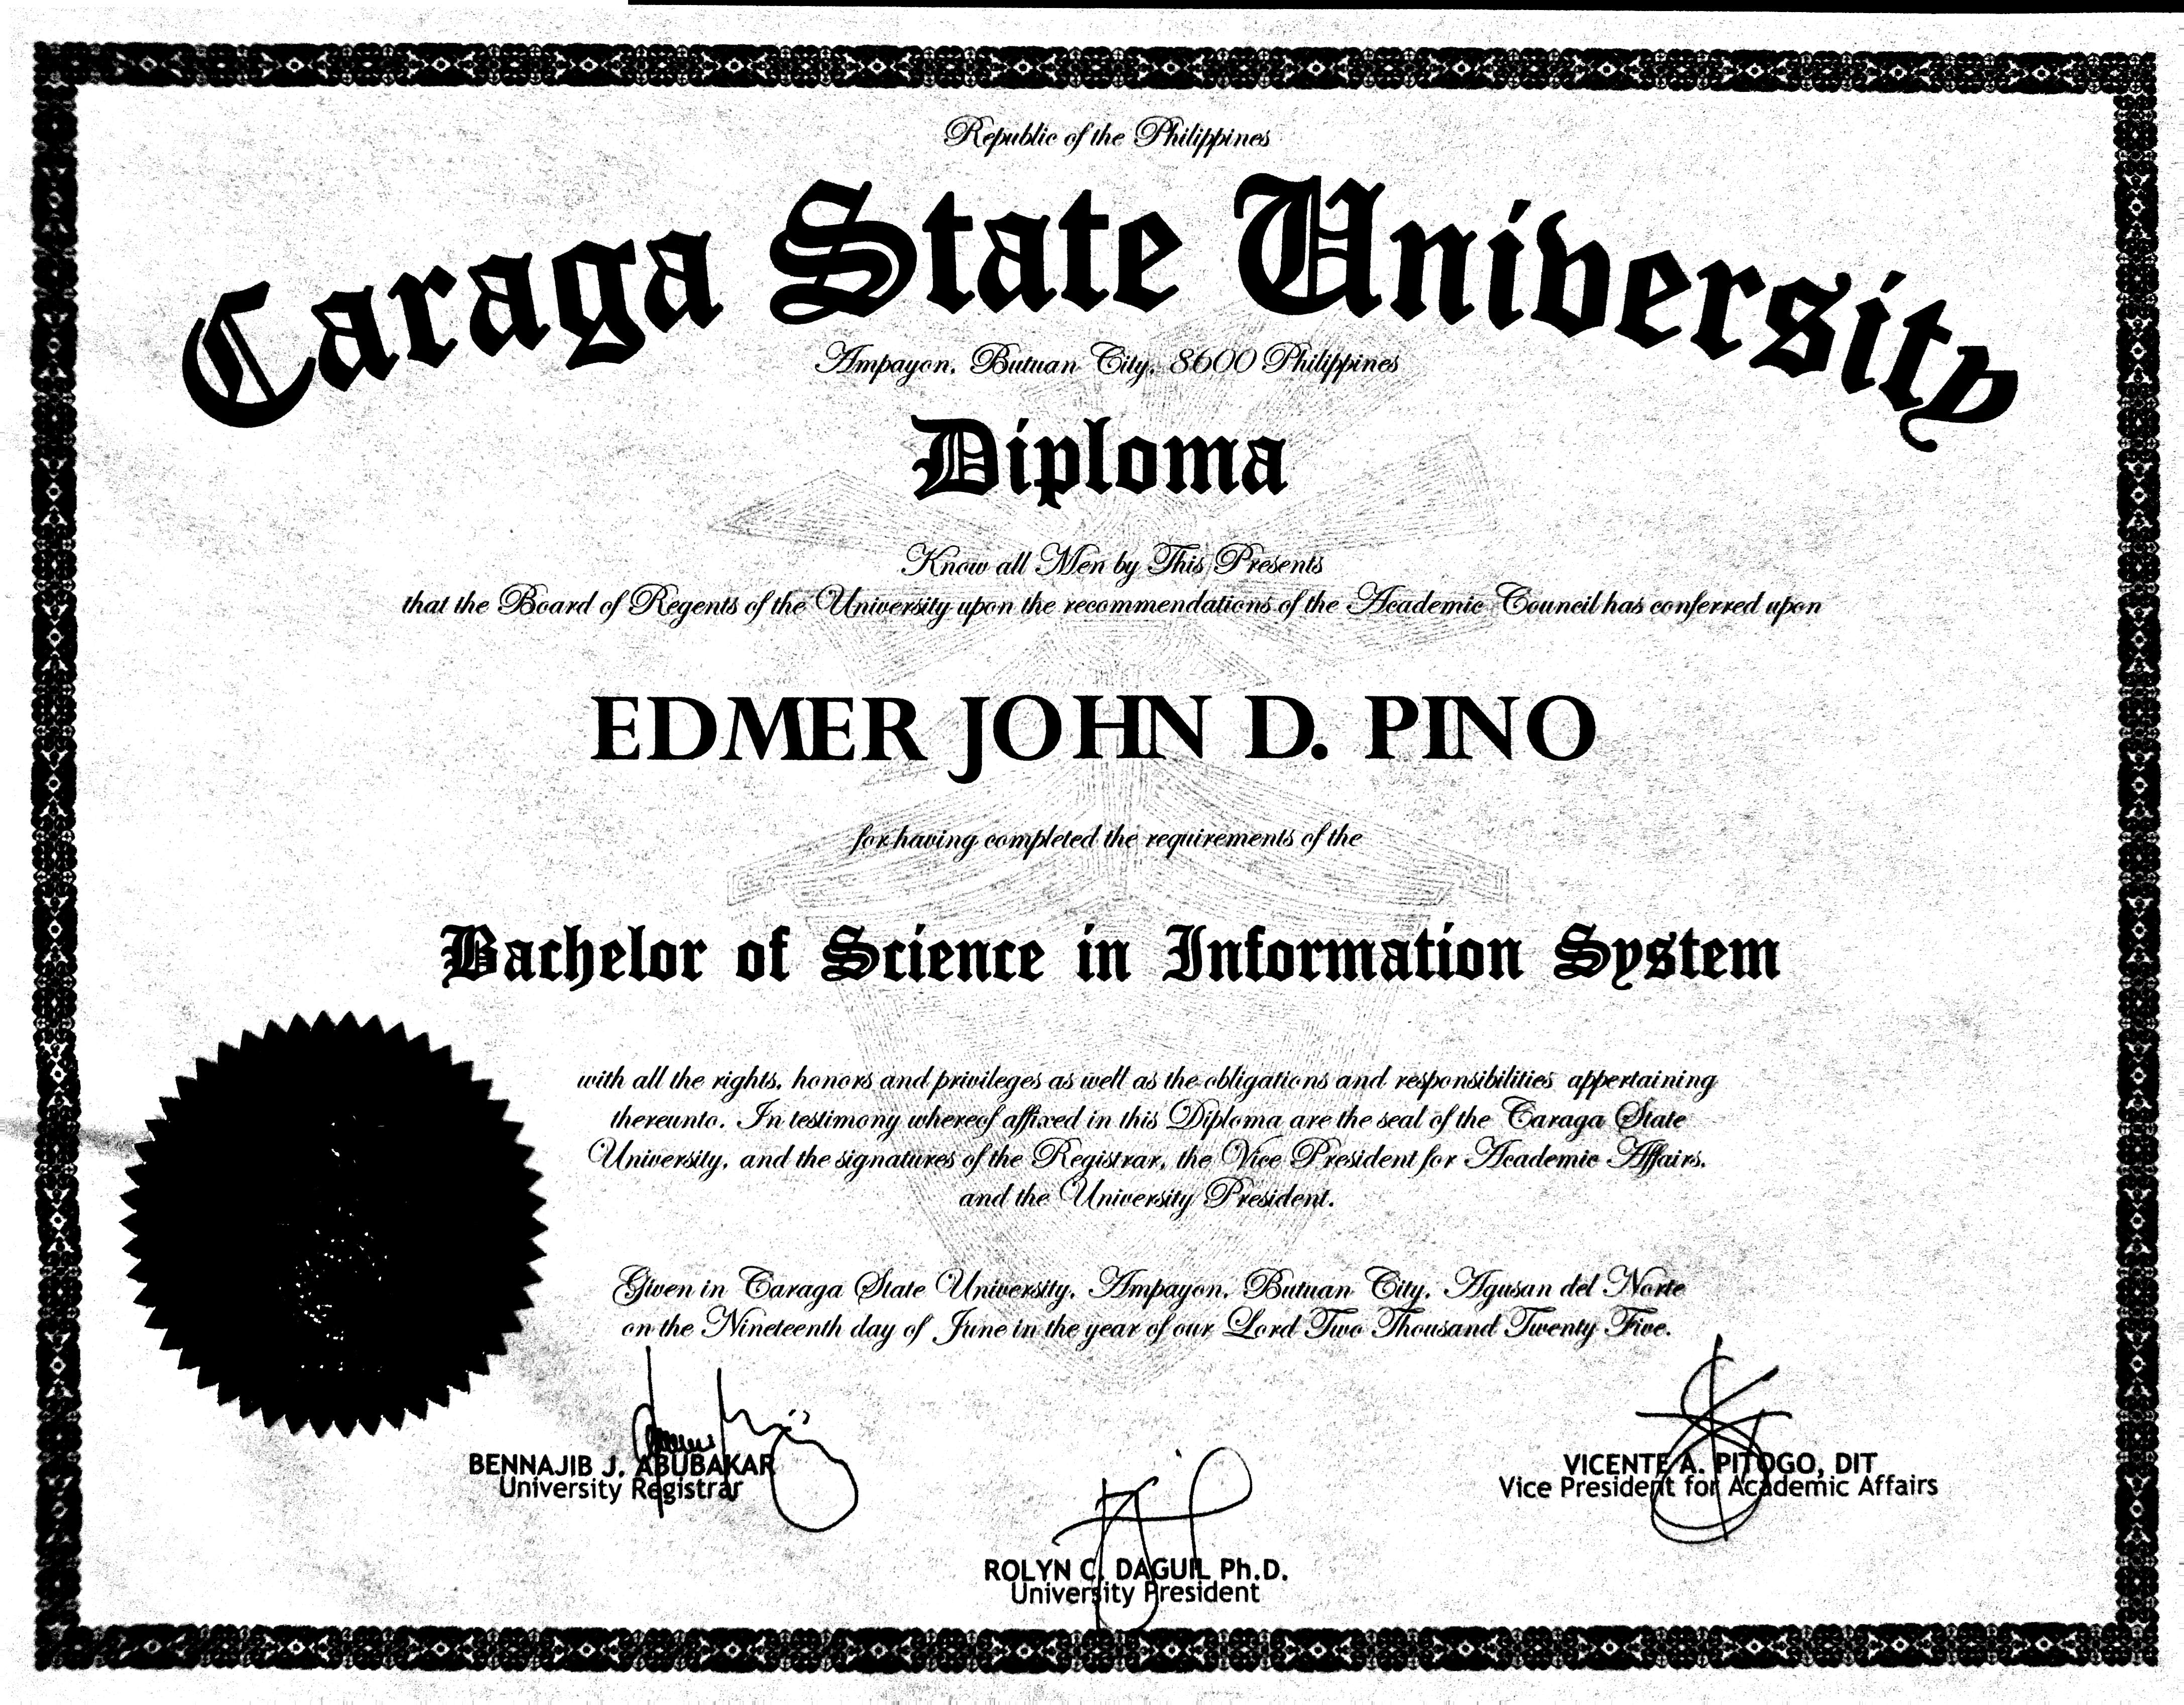 Republic of the Philippines
Caraga State University
Ampayon, Butuan City, 8600 Philippines
Diploma
Know all Men by This Presents
that the Board of Regents of the University upon the recommendations of the Academic Council has conferred upon
EDMER JOHN D. PINO
for having completed the requirements of the
Bachelor of Science in Information System
with all the rights, honors and privileges as well as the obligations and responsibilities appertaining
thereunto. In testimony whereof affixed in this Diploma are the seal of the Caraga State
University, and the signatures of the Registrar, the Vice President for Academic Affairs,
and the University President.
Given in Caraga State University, Ampayon, Butuan City, Agusan del Norte
on the Nineteenth day of June in the year of our Lord Two Thousand Twenty Five.
BENNAJIB J. ABUBAKAR
University Registrar
VICENTE A. PITOGO, DIT
Vice President for Academic Affairs
ROLYN C. DAGUIL Ph.D.
University President